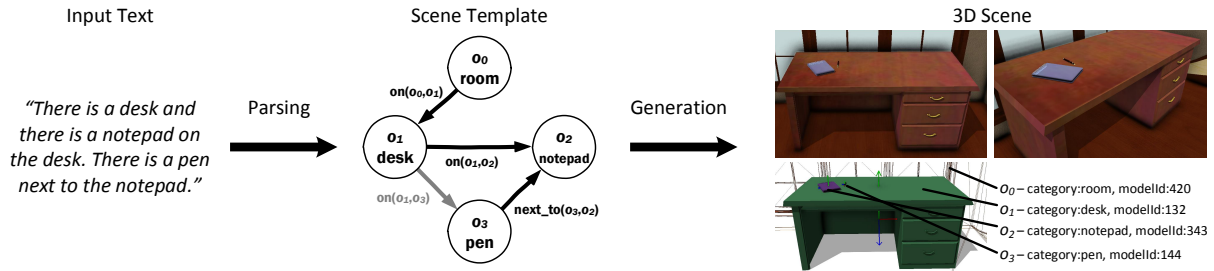 Input Text
Scene Template
3D Scene
“There is a desk and
there is a notepad on
the desk. There is a pen
next to the notepad.”
Parsing
o0
room
on(o0,o1)
o1
desk
on(o1,o2)
o2
notepad
on(o1,o3)
o3
pen
next_to(o3,o2)
Generation
o0 – category:room, modelId:420
o1 – category:desk, modelId:132
o2 – category:notepad, modelId:343
o3 – category:pen, modelId:144